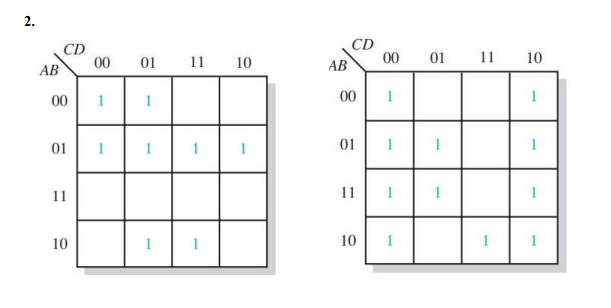 2.
CD
AB
00 01 11 10
00 1 1
01 1 1 1 1
11
10 1 1
CD
AB
00 01 11 10
00 1 1
01 1 1 1
11 1 1 1
10 1 1 1